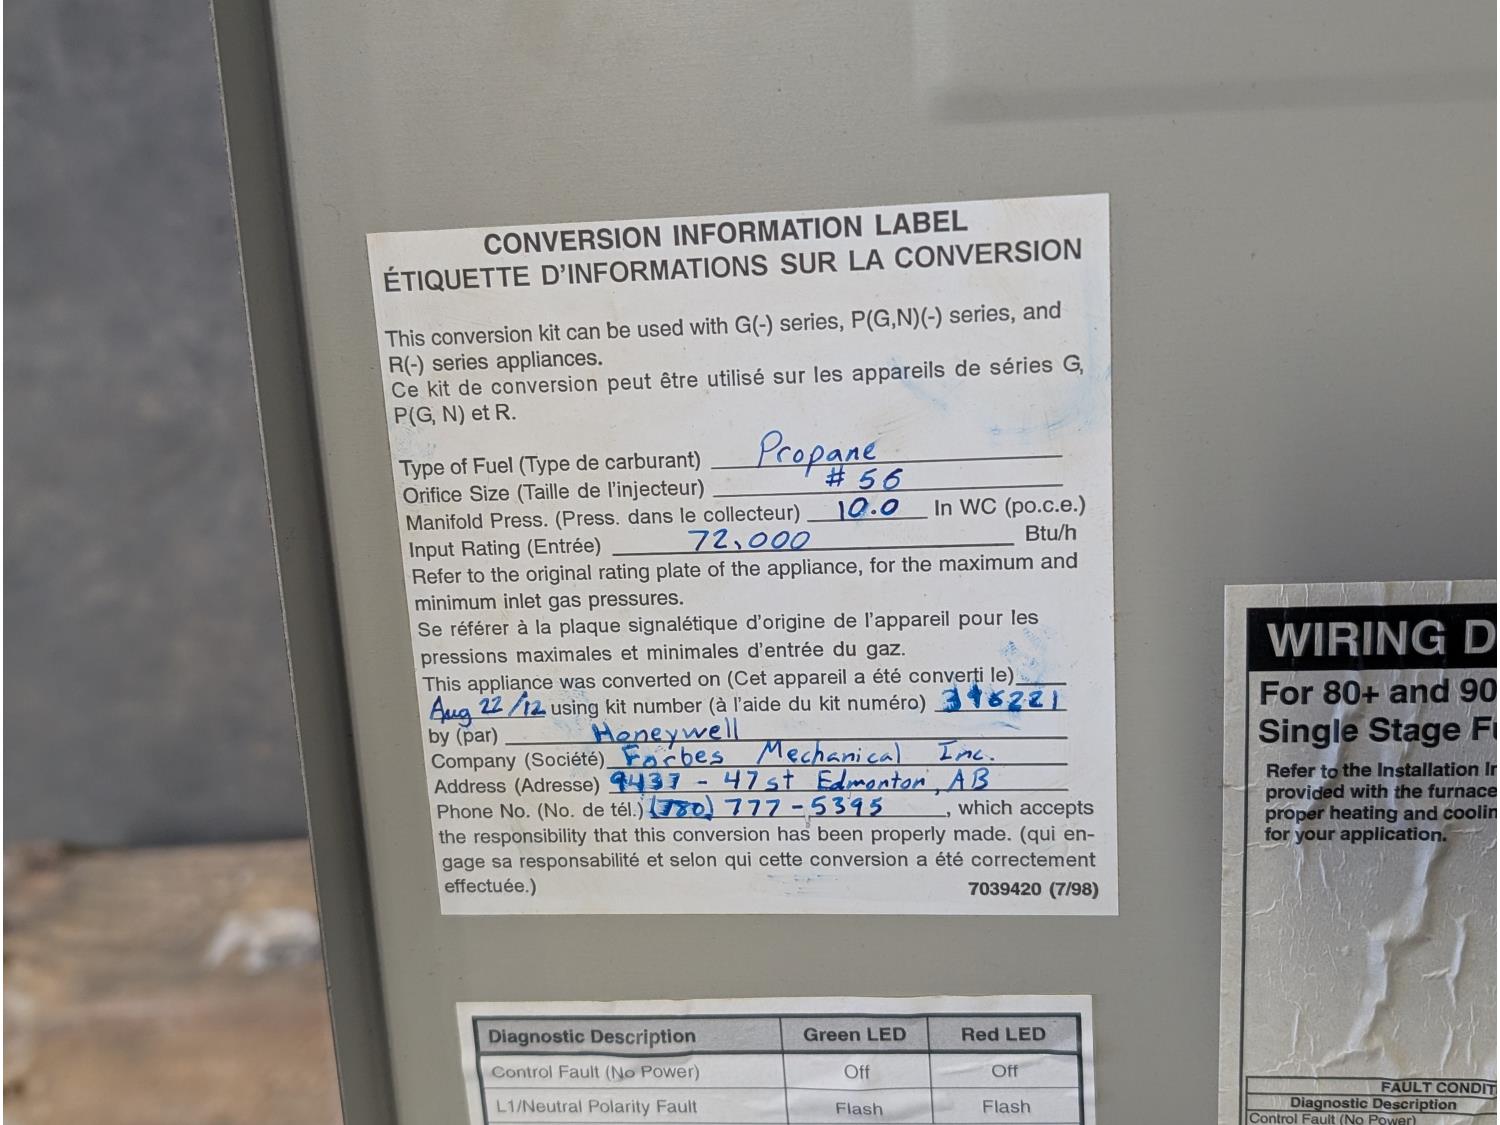 CONVERSION INFORMATION LABEL
ÉTIQUETTE D'INFORMATIONS SUR LA CONVERSION
This conversion kit can be used with G(-) series, P(G,N)(-) series, and
R(-) series appliances.
Ce kit de conversion peut être utilisé sur les appareils de séries G,
P(G, N) et R.
Type of Fuel (Type de carburant) Propane
Orifice Size (Taille de l'injecteur) # 56
Manifold Press. (Press. dans le collecteur) 10.0 In WC (po.c.e.)
Input Rating (Entrée) 72,000 Btu/h
Refer to the original rating plate of the appliance, for the maximum and
minimum inlet gas pressures.
Se référer à la plaque signalétique d'origine de l'appareil pour les
pressions maximales et minimales d'entrée du gaz.
This appliance was converted on (Cet appareil a été converti le)
Aug 22/12 using kit number (à l'aide du kit numéro) 396221
by (par) Honeywell
Company (Société) Forbes Mechanical Inc.
Address (Adresse) 9437 - 47st Edmonton, AB
Phone No. (No. de tél.) (780) 777-5395, which accepts
the responsibility that this conversion has been properly made. (qui en-
gage sa responsabilité et selon qui cette conversion a été correctement
effectuée.)
7039420 (7/98)
Diagnostic Description Green LED Red LED
Control Fault (No Power) Off Off
L1/Neutral Polarity Fault Flash Flash
WIRING D
For 80+ and 90
Single Stage Fu
Refer to the Installation In
provided with the furnace
proper heating and coolin
for your application.
FAULT CONDIT
Diagnostic Description
Control Fault (No Power)